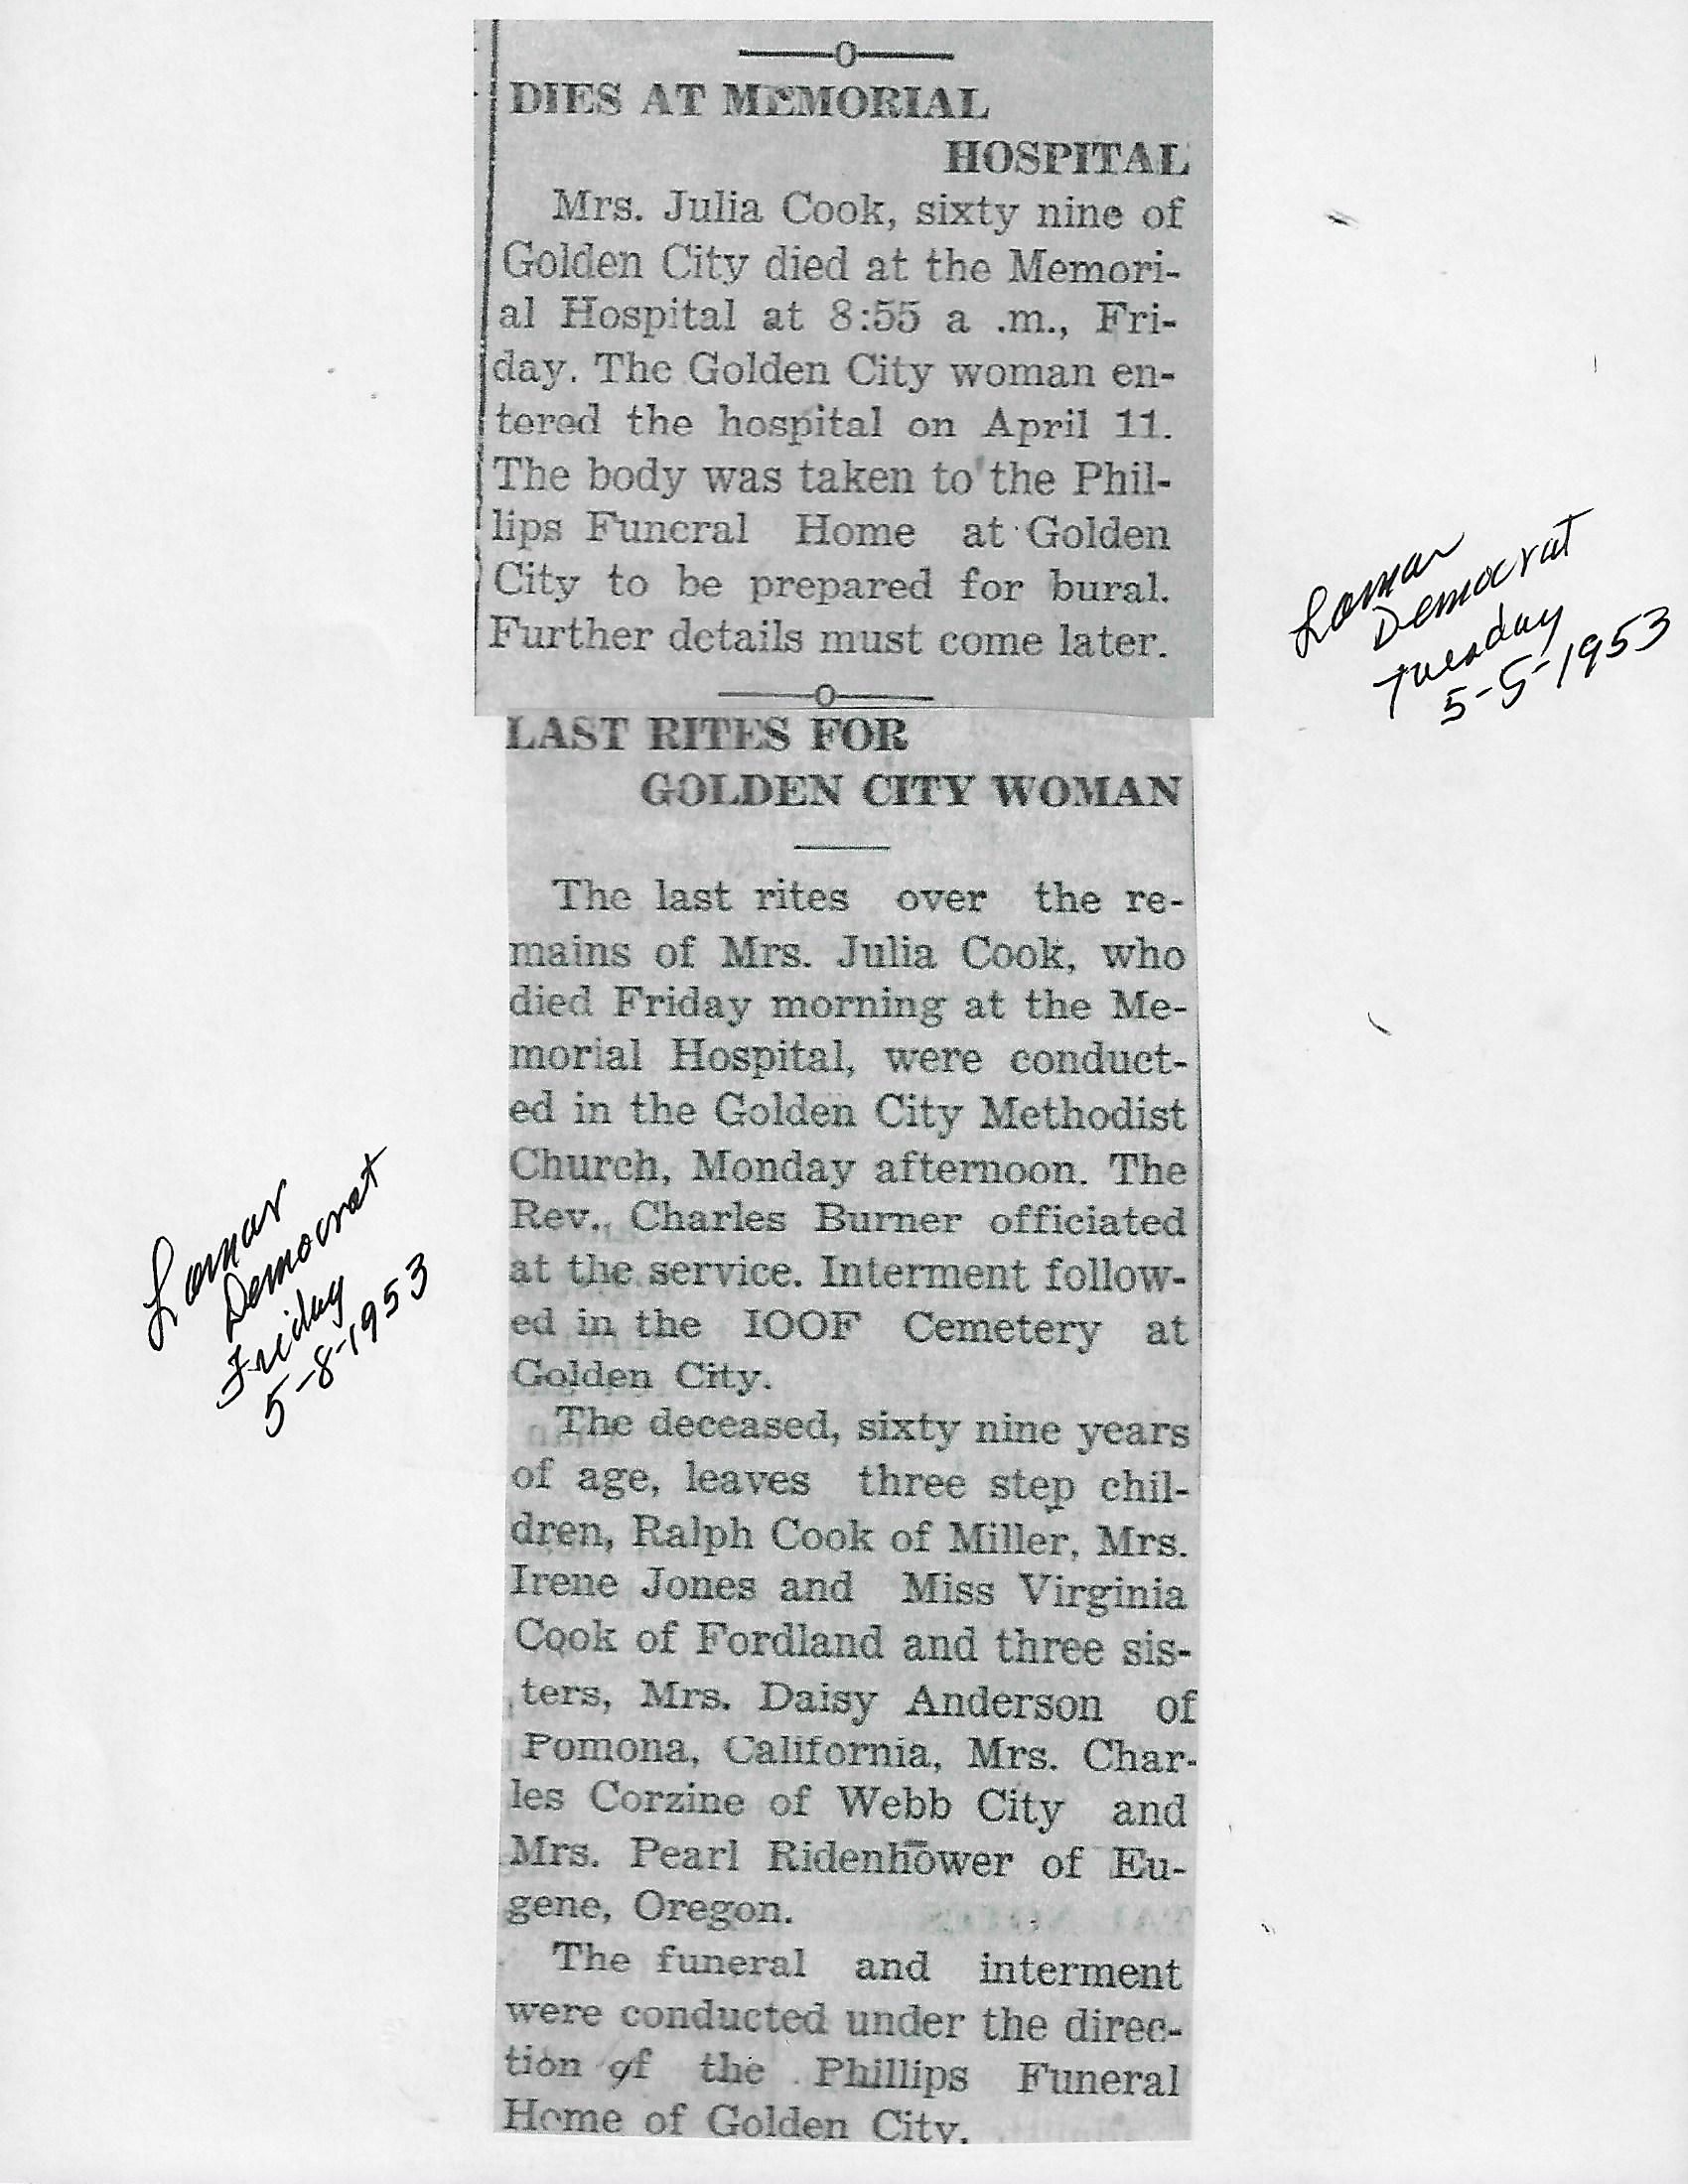 DIES AT MEMORIAL
HOSPITAL
Mrs. Julia Cook, sixty nine of
Golden City died at the Memori-
al Hospital at 8:55 a .m., Fri-
day. The Golden City woman en-
tered the hospital on April 11.
The body was taken to the Phil-
lips Funeral Home at Golden
City to be prepared for bural.
Further details must come later.
Lamar
Democrat
Tuesday
5-5-1953
LAST RITES FOR
GOLDEN CITY WOMAN
The last rites over the re-
mains of Mrs. Julia Cook, who
died Friday morning at the Me-
morial Hospital, were conduct-
ed in the Golden City Methodist
Church, Monday afternoon. The
Rev., Charles Burner officiated
at the service. Interment follow-
ed in the IOOF Cemetery at
Golden City.
The deceased, sixty nine years
of age, leaves three step chil-
dren, Ralph Cook of Miller, Mrs.
Irene Jones and Miss Virginia
Cook of Fordland and three sis-
ters, Mrs. Daisy Anderson of
Pomona, California, Mrs. Char-
les Corzine of Webb City and
Mrs. Pearl Ridenhower of Eu-
gene, Oregon.
The funeral and interment
were conducted under the direc-
tion of the Phillips Funeral
Home of Golden City.
Lamar
Democrat
Friday
5-8-1953